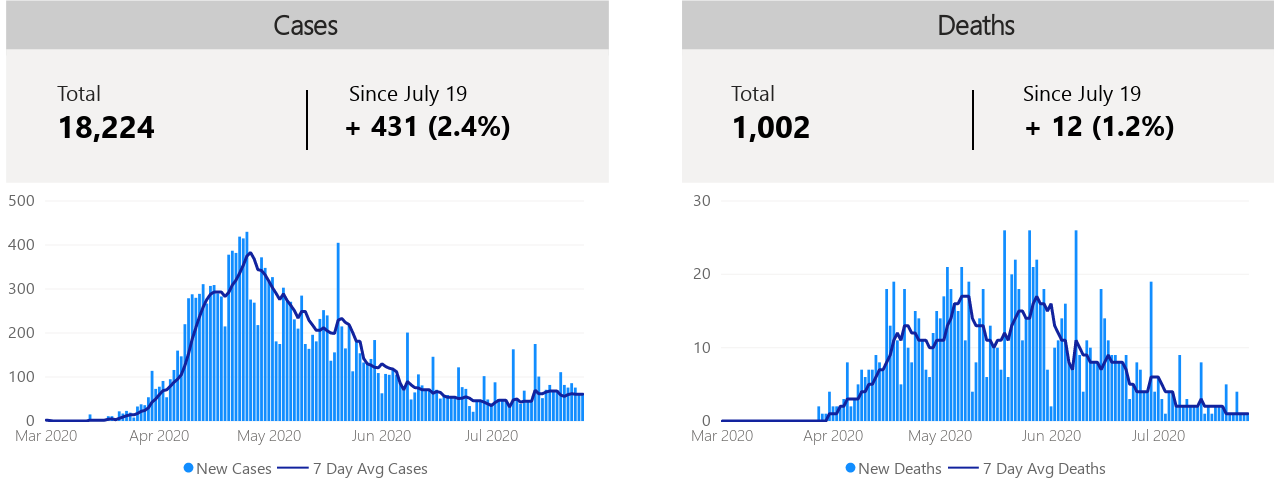 Cases
Total
18,224
Since July 19
+ 431 (2.4%)
500
400
300
200
100
0
Mar 2020 Apr 2020 May 2020 Jun 2020 Jul 2020
New Cases 7 Day Avg Cases
Deaths
Total
1,002
Since July 19
+ 12 (1.2%)
30
20
10
0
Mar 2020 Apr 2020 May 2020 Jun 2020 Jul 2020
New Deaths 7 Day Avg Deaths